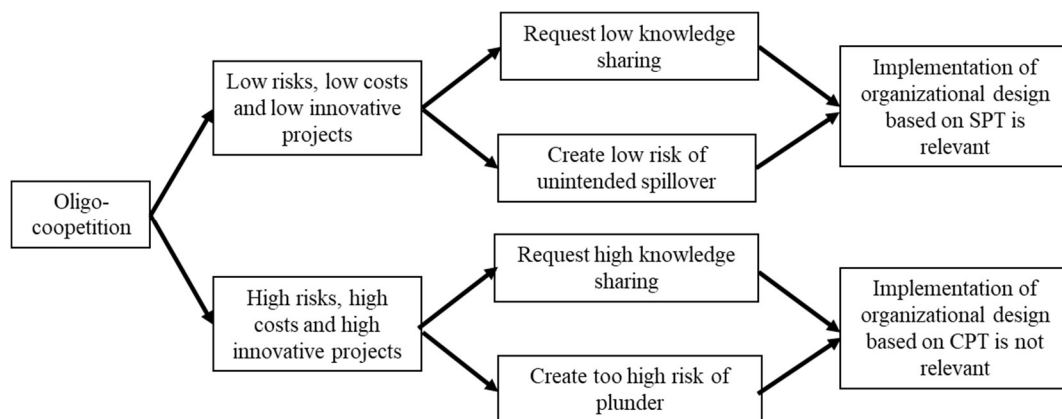 Oligo-
coopetition
Low risks, low costs
and low innovative
projects
High risks, high
costs and high
innovative projects
Request low knowledge
sharing
Create low risk of
unintended spillover
Request high knowledge
sharing
Create too high risk of
plunder
Implementation of
organizational design
based on SPT is
relevant
Implementation of
organizational design
based on CPT is not
relevant